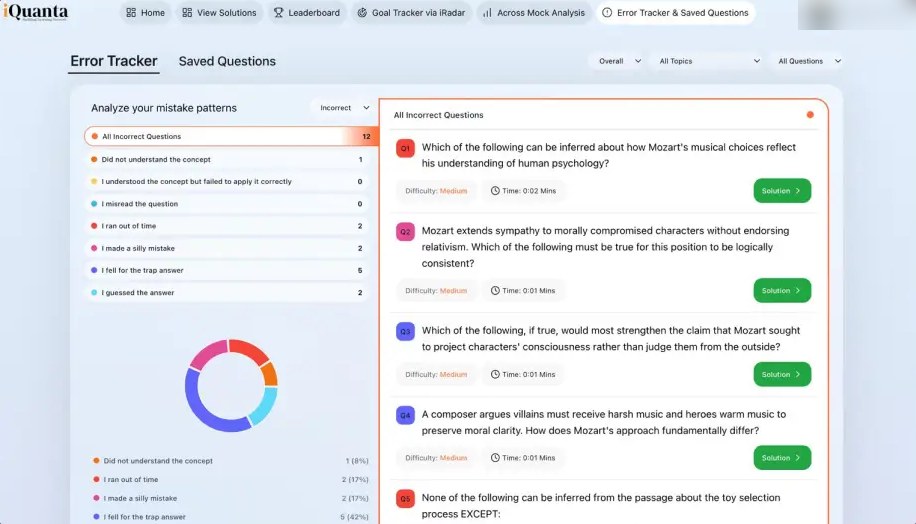 iQuanta
Home
View Solutions
Leaderboard
Goal Tracker via iRadar
Across Mock Analysis
Error Tracker & Saved Questions
Error Tracker
Saved Questions
Overall
All Topics
All Questions
Analyze your mistake patterns
Incorrect
All Incorrect Questions 12
Did not understand the concept 1
I understood the concept but failed to apply it correctly 0
I misread the question 0
I ran out of time 2
I made a silly mistake 2
I fell for the trap answer 5
I guessed the answer 2
Did not understand the concept 1 (8%)
I ran out of time 2 (17%)
I made a silly mistake 2 (17%)
I fell for the trap answer 5 (42%)
All Incorrect Questions
Q1 Which of the following can be inferred about how Mozart's musical choices reflect
his understanding of human psychology?
Difficulty: Medium Time: 0:02 Mins Solution
Q2 Mozart extends sympathy to morally compromised characters without endorsing
relativism. Which of the following must be true for this position to be logically
consistent?
Difficulty: Medium Time: 0:01 Mins Solution
Q3 Which of the following, if true, would most strengthen the claim that Mozart sought
to project characters' consciousness rather than judge them from the outside?
Difficulty: Medium Time: 0:01 Mins Solution
Q4 A composer argues villains must receive harsh music and heroes warm music to
preserve moral clarity. How does Mozart's approach fundamentally differ?
Difficulty: Medium Time: 0:01 Mins Solution
Q5 None of the following can be inferred from the passage about the toy selection
process EXCEPT: